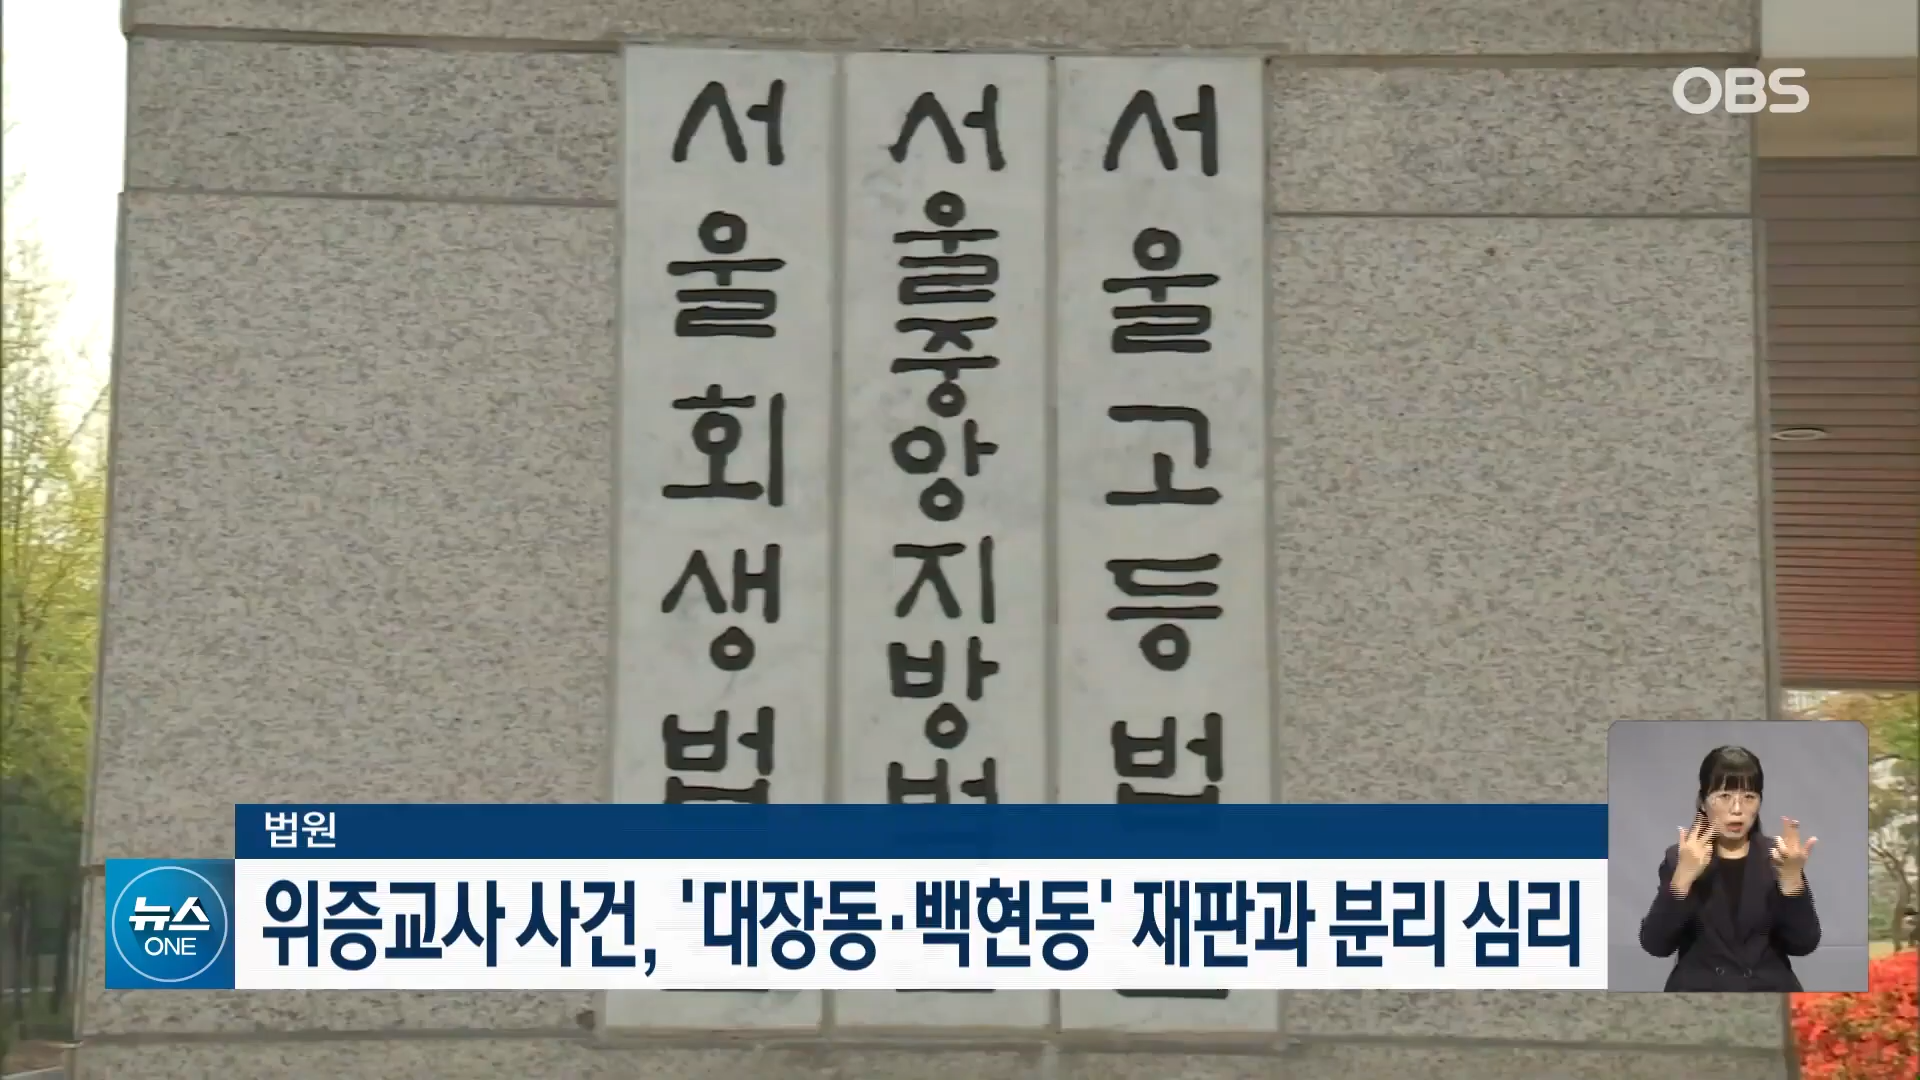 OBS
서울회생법
서울중앙지방법
서울고등법
법원
뉴스
ONE
위증교사 사건, '대장동·백현동' 재판과 분리 심리